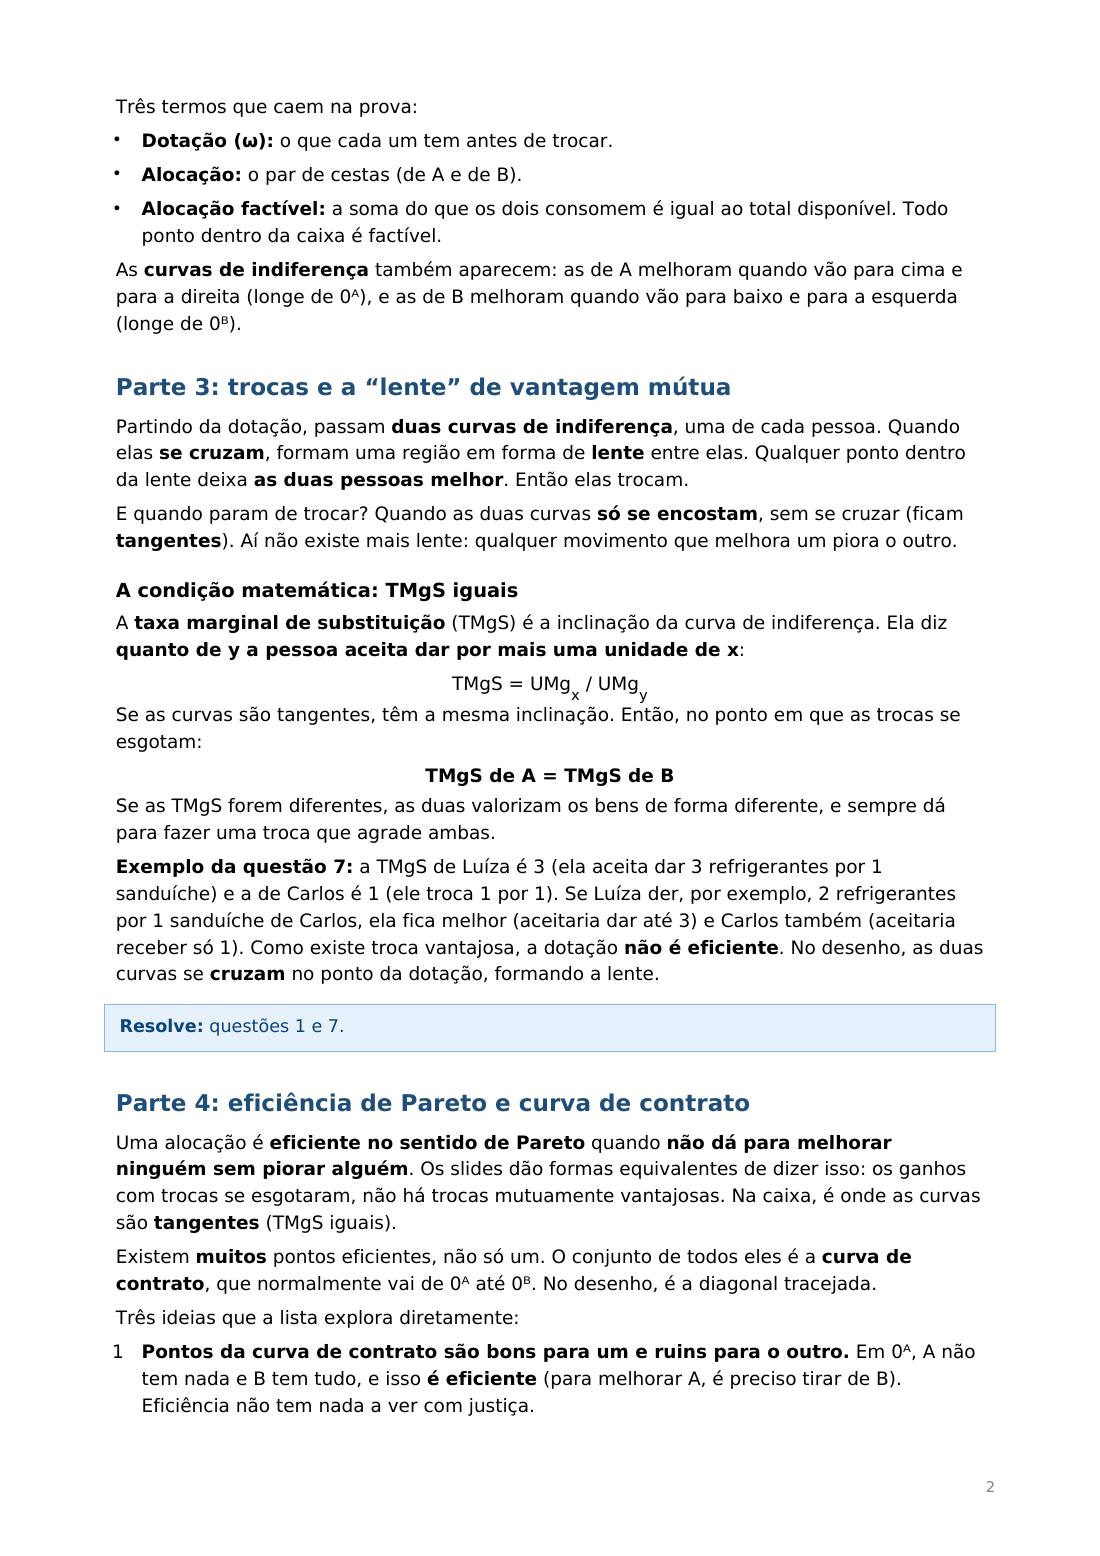 Três termos que caem na prova:
• Dotação (ω): o que cada um tem antes de trocar.
• Alocação: o par de cestas (de A e de B).
• Alocação factível: a soma do que os dois consomem é igual ao total disponível. Todo
ponto dentro da caixa é factível.
As curvas de indiferença também aparecem: as de A melhoram quando vão para cima e
para a direita (longe de 0ᴬ), e as de B melhoram quando vão para baixo e para a esquerda
(longe de 0ᴮ).
Parte 3: trocas e a “lente” de vantagem mútua
Partindo da dotação, passam duas curvas de indiferença, uma de cada pessoa. Quando
elas se cruzam, formam uma região em forma de lente entre elas. Qualquer ponto dentro
da lente deixa as duas pessoas melhor. Então elas trocam.
E quando param de trocar? Quando as duas curvas só se encostam, sem se cruzar (ficam
tangentes). Aí não existe mais lente: qualquer movimento que melhora um piora o outro.
A condição matemática: TMgS iguais
A taxa marginal de substituição (TMgS) é a inclinação da curva de indiferença. Ela diz
quanto de y a pessoa aceita dar por mais uma unidade de x:
TMgS = UMgₓ / UMg_y
Se as curvas são tangentes, têm a mesma inclinação. Então, no ponto em que as trocas se
esgotam:
TMgS de A = TMgS de B
Se as TMgS forem diferentes, as duas valorizam os bens de forma diferente, e sempre dá
para fazer uma troca que agrade ambas.
Exemplo da questão 7: a TMgS de Luíza é 3 (ela aceita dar 3 refrigerantes por 1
sanduíche) e a de Carlos é 1 (ele troca 1 por 1). Se Luíza der, por exemplo, 2 refrigerantes
por 1 sanduíche de Carlos, ela fica melhor (aceitaria dar até 3) e Carlos também (aceitaria
receber só 1). Como existe troca vantajosa, a dotação não é eficiente. No desenho, as duas
curvas se cruzam no ponto da dotação, formando a lente.
Resolve: questões 1 e 7.
Parte 4: eficiência de Pareto e curva de contrato
Uma alocação é eficiente no sentido de Pareto quando não dá para melhorar
ninguém sem piorar alguém. Os slides dão formas equivalentes de dizer isso: os ganhos
com trocas se esgotaram, não há trocas mutuamente vantajosas. Na caixa, é onde as curvas
são tangentes (TMgS iguais).
Existem muitos pontos eficientes, não só um. O conjunto de todos eles é a curva de
contrato, que normalmente vai de 0ᴬ até 0ᴮ. No desenho, é a diagonal tracejada.
Três ideias que a lista explora diretamente:
1 Pontos da curva de contrato são bons para um e ruins para o outro. Em 0ᴬ, A não
tem nada e B tem tudo, e isso é eficiente (para melhorar A, é preciso tirar de B).
Eficiência não tem nada a ver com justiça.
2